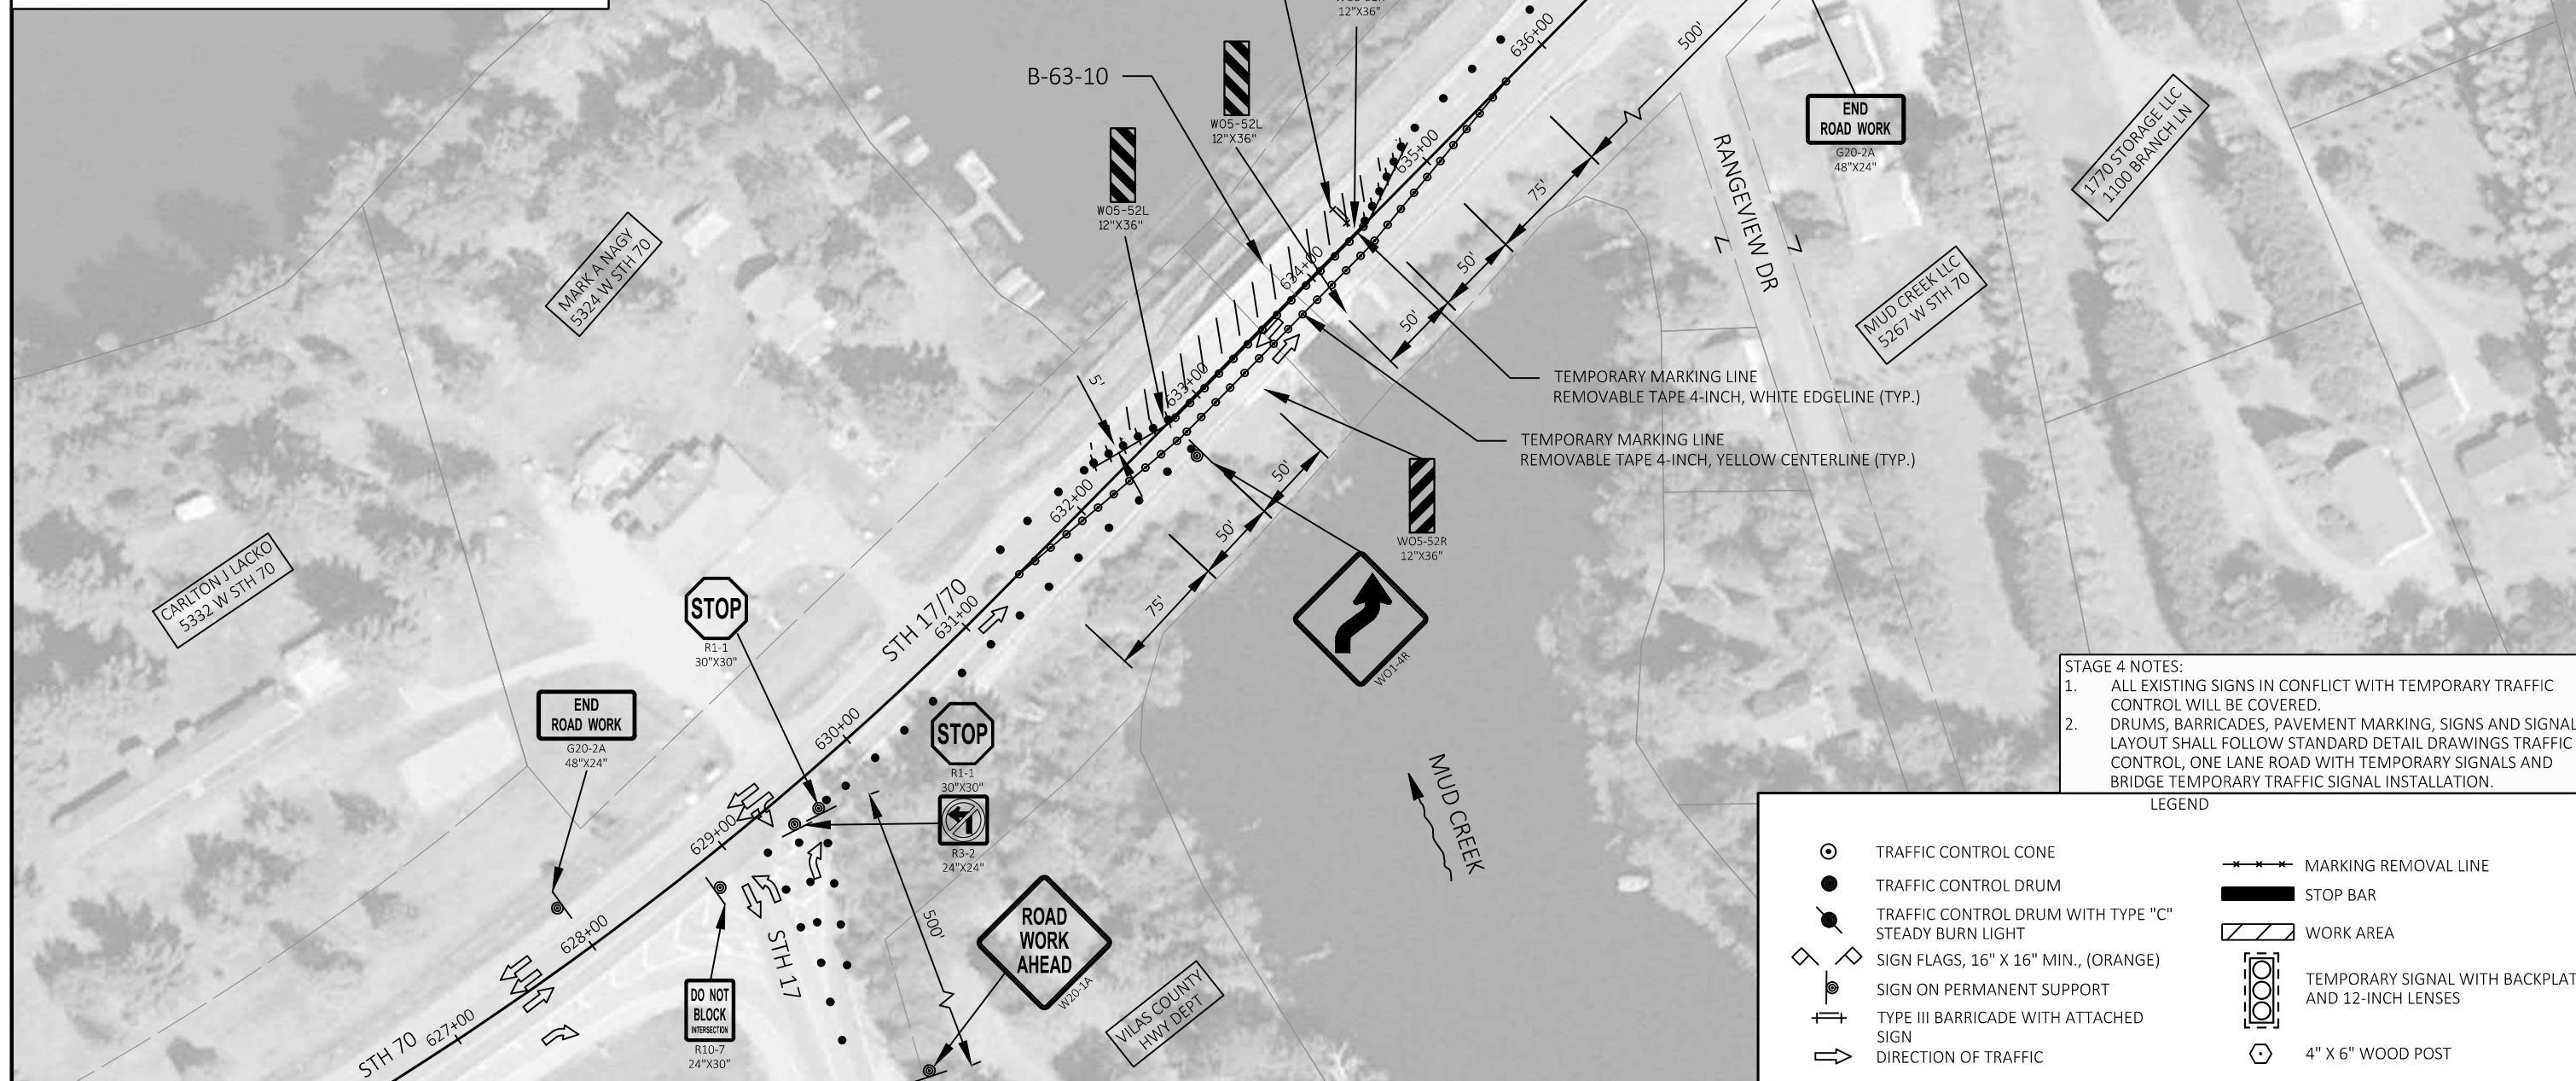 12"X36"
636+00
500'
B-63-10
WO5-52L
12"X36"
WO5-52L
12"X36"
635+00
75'
END
ROAD WORK
G20-2A
48"X24"
1770 STORAGE LLC
1100 BRANCH LN
RANGEVIEW DR
MARK A NAGY
5324 W STH 70
634+00
50'
50'
MUD CREEK LLC
5267 W STH 70
5'
633+00
TEMPORARY MARKING LINE
REMOVABLE TAPE 4-INCH, WHITE EDGELINE (TYP.)
TEMPORARY MARKING LINE
REMOVABLE TAPE 4-INCH, YELLOW CENTERLINE (TYP.)
632+00
50'
50'
75'
WO5-52R
12"X36"
CARLTON J LACKO
5332 W STH 70
STOP
R1-1
30"X30"
STH 17/70
631+00
WO1-4R
END
ROAD WORK
G20-2A
48"X24"
630+00
STOP
R1-1
30"X30"
R3-2
24"X24"
629+00
628+00
500'
ROAD
WORK
AHEAD
W20-1A
MUD CREEK
STH 17
DO NOT
BLOCK
INTERSECTION
R10-7
24"X30"
VILAS COUNTY
HWY DEPT
STH 70
627+00
STAGE 4 NOTES:
1. ALL EXISTING SIGNS IN CONFLICT WITH TEMPORARY TRAFFIC
CONTROL WILL BE COVERED.
2. DRUMS, BARRICADES, PAVEMENT MARKING, SIGNS AND SIGNAL
LAYOUT SHALL FOLLOW STANDARD DETAIL DRAWINGS TRAFFIC
CONTROL, ONE LANE ROAD WITH TEMPORARY SIGNALS AND
BRIDGE TEMPORARY TRAFFIC SIGNAL INSTALLATION.
LEGEND
TRAFFIC CONTROL CONE
TRAFFIC CONTROL DRUM
TRAFFIC CONTROL DRUM WITH TYPE "C"
STEADY BURN LIGHT
SIGN FLAGS, 16" X 16" MIN., (ORANGE)
SIGN ON PERMANENT SUPPORT
TYPE III BARRICADE WITH ATTACHED
SIGN
DIRECTION OF TRAFFIC
MARKING REMOVAL LINE
STOP BAR
WORK AREA
TEMPORARY SIGNAL WITH BACKPLAT
AND 12-INCH LENSES
4" X 6" WOOD POST